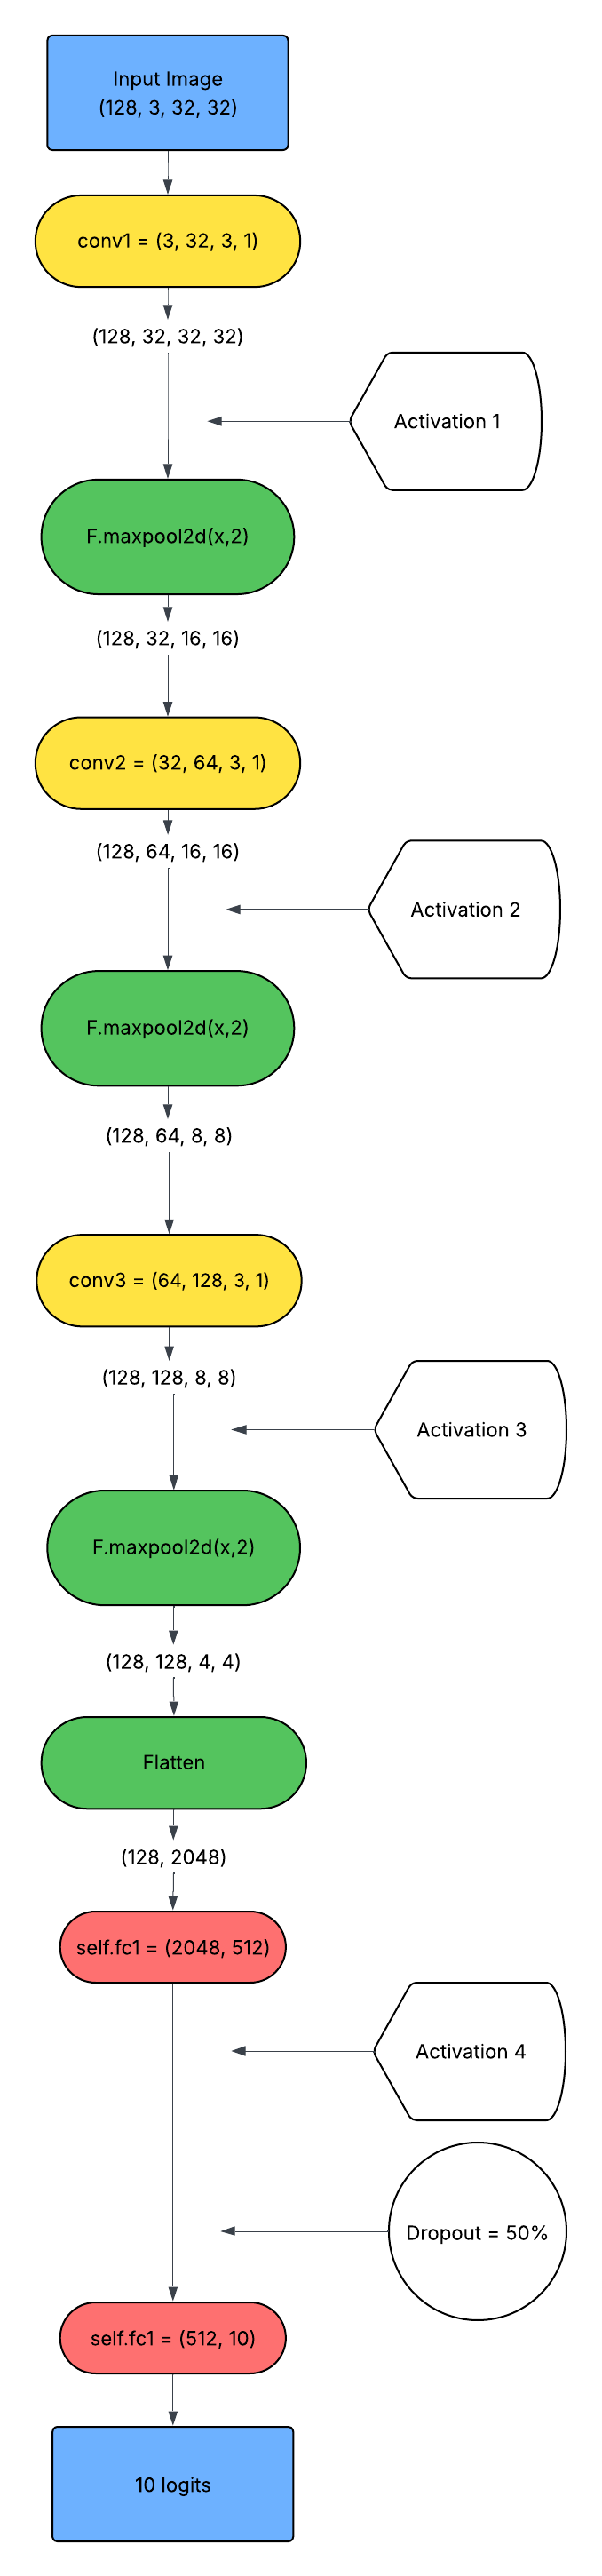 Input Image
(128, 3, 32, 32)
conv1 = (3, 32, 3, 1)
(128, 32, 32, 32)
Activation 1
F.maxpool2d(x,2)
(128, 32, 16, 16)
conv2 = (32, 64, 3, 1)
(128, 64, 16, 16)
Activation 2
F.maxpool2d(x,2)
(128, 64, 8, 8)
conv3 = (64, 128, 3, 1)
(128, 128, 8, 8)
Activation 3
F.maxpool2d(x,2)
(128, 128, 4, 4)
Flatten
(128, 2048)
self.fc1 = (2048, 512)
Activation 4
Dropout = 50%
self.fc1 = (512, 10)
10 logits